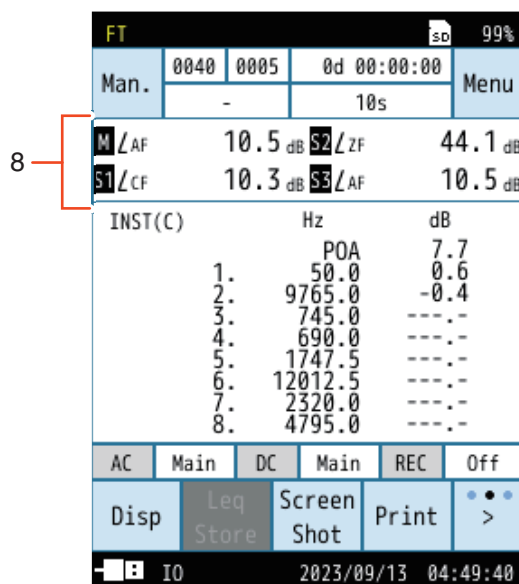 FT SD 99%
Man. 0040 0005 0d 00:00:00 Menu
- 10s
8
M L AF 10.5 dB S2 L ZF 44.1 dB
S1 L CF 10.3 dB S3 L AF 10.5 dB
INST(C) Hz dB
POA 7.7
1. 50.0 0.6
2. 9765.0 -0.4
3. 745.0 ---.-
4. 690.0 ---.-
5. 1747.5 ---.-
6. 12012.5 ---.-
7. 2320.0 ---.-
8. 4795.0 ---.-
AC Main DC Main REC Off
Disp Leq Store Screen Shot Print >
IO 2023/09/13 04:49:40